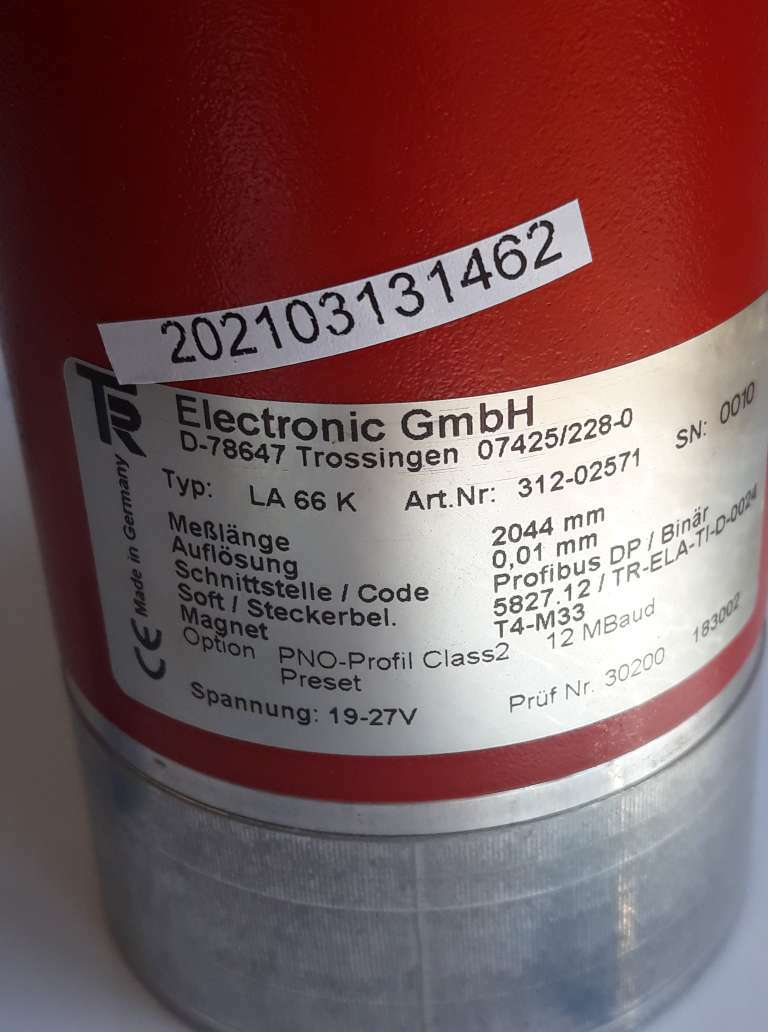 202103131462
TR
Electronic GmbH
D-78647 Trossingen 07425/228-0
Typ: LA 66 K Art.Nr: 312-02571 SN: 0010
Meßlänge 2044 mm
Auflösung 0,01 mm
Schnittstelle / Code Profibus DP / Binär
Soft / Steckerbel. 5827.12 / TR-ELA-TI-D-0024
Magnet T4-M33
Option PNO-Profil Class2 12 MBaud
Preset
Spannung: 19-27V Prüf Nr. 30200 183002
CE Made in Germany